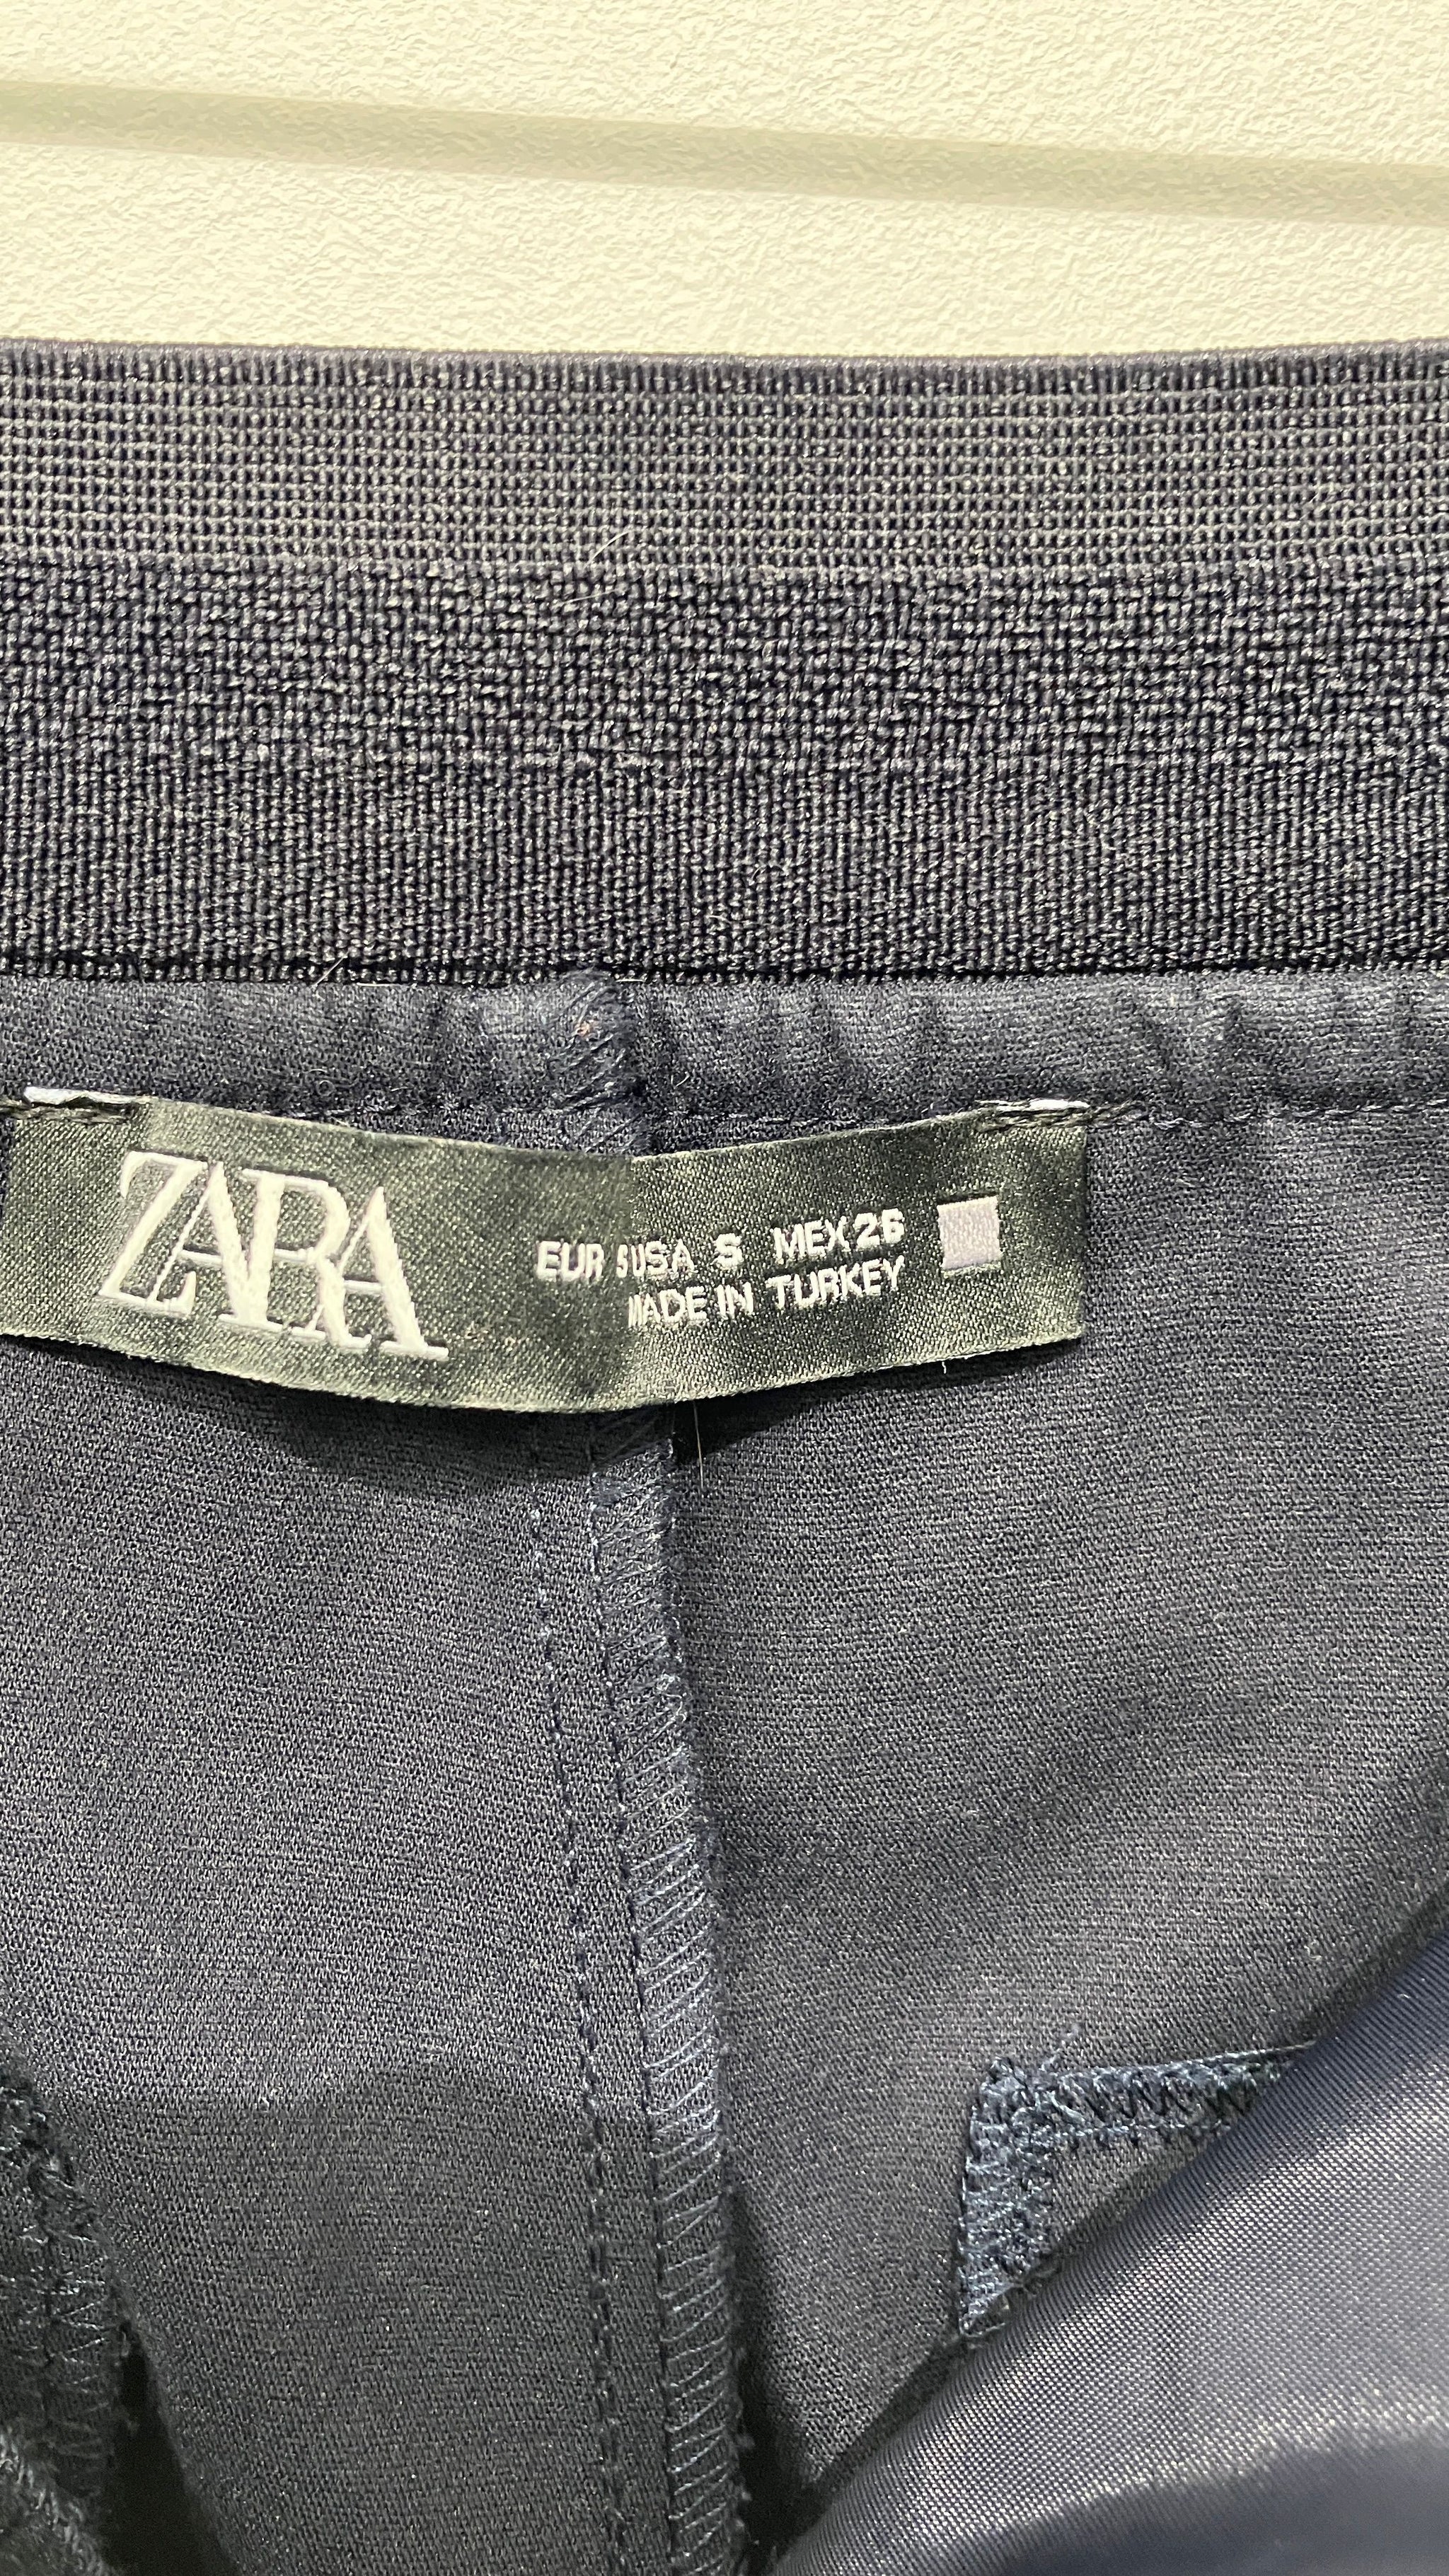 ZARA
EUR S USA S MEX 26
MADE IN TURKEY